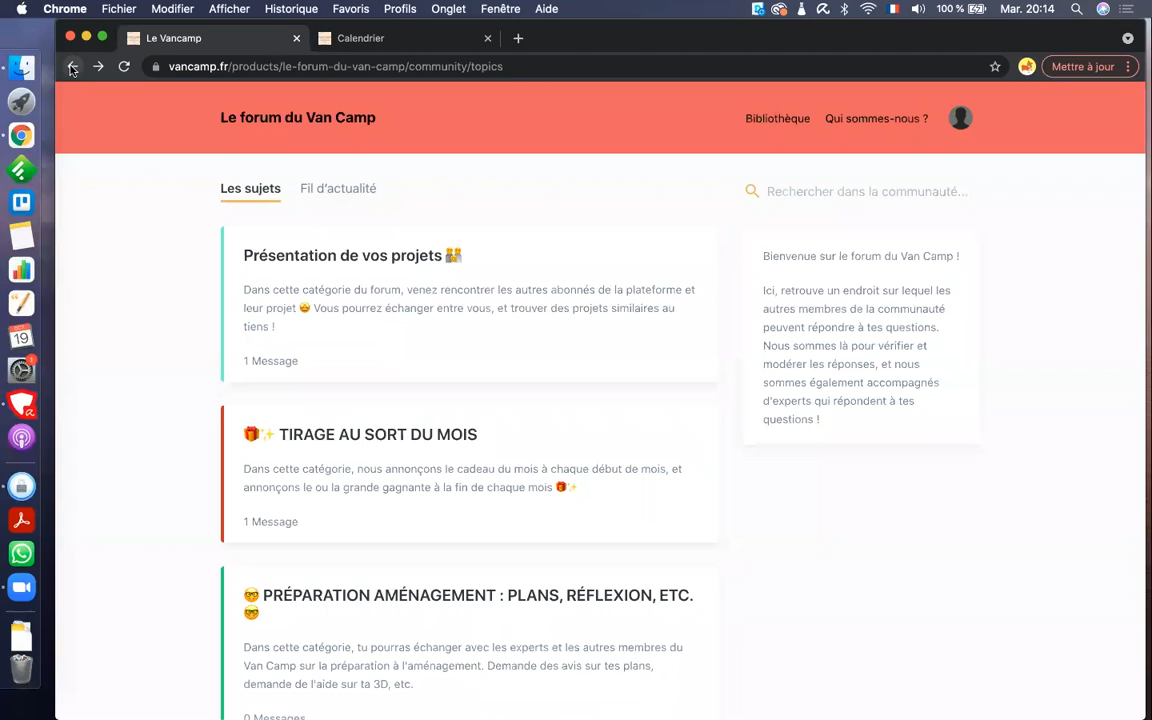 Chrome Fichier Modifier Afficher Historique Favoris Profils Onglet Fenêtre Aide 100 % Mar. 20:14
Le Vancamp Calendrier
vancamp.fr/products/le-forum-du-van-camp/community/topics Mettre à jour
Le forum du Van Camp Bibliothèque Qui sommes-nous ?
Les sujets Fil d'actualité Rechercher dans la communauté...
Présentation de vos projets
Dans cette catégorie du forum, venez rencontrer les autres abonnés de la plateforme et
leur projet 🤩 Vous pourrez échanger entre vous, et trouver des projets similaires au
tiens !
1 Message
🎁✨ TIRAGE AU SORT DU MOIS
Dans cette catégorie, nous annonçons le cadeau du mois à chaque début de mois, et
annonçons le ou la grande gagnante à la fin de chaque mois 🎁✨
1 Message
🤓 PRÉPARATION AMÉNAGEMENT : PLANS, RÉFLEXION, ETC.
🤓
Dans cette catégorie, tu pourras échanger avec les experts et les autres membres du
Van Camp sur la préparation à l'aménagement. Demande des avis sur tes plans,
demande de l'aide sur ta 3D, etc.
0 Messages
Bienvenue sur le forum du Van Camp !
Ici, retrouve un endroit sur lequel les
autres membres de la communauté
peuvent répondre à tes questions.
Nous sommes là pour vérifier et
modérer les réponses, et nous
sommes également accompagnés
d'experts qui répondent à tes
questions !
19
1